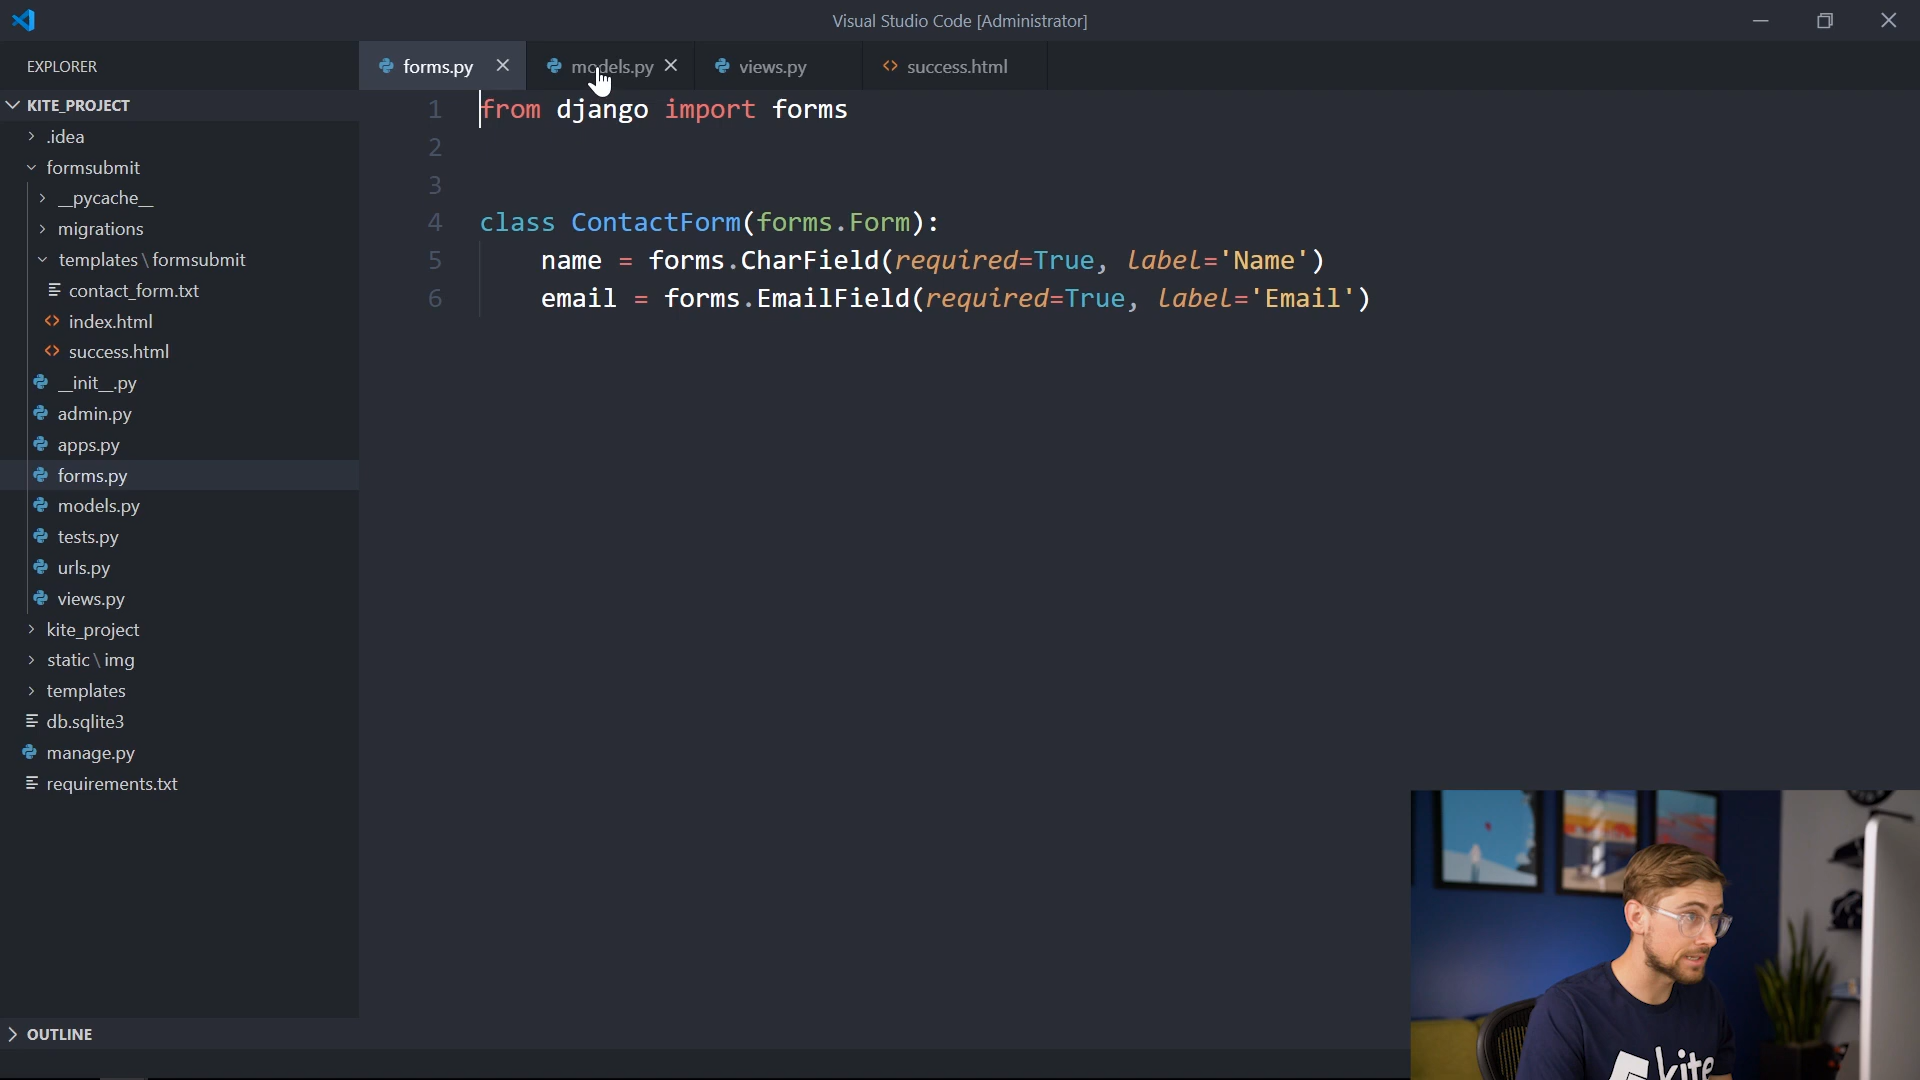 Visual Studio Code [Administrator]
EXPLORER
forms.py
models.py
views.py
success.html
KITE_PROJECT
.idea
formsubmit
__pycache__
migrations
templates \ formsubmit
contact_form.txt
index.html
success.html
__init__.py
admin.py
apps.py
forms.py
models.py
tests.py
urls.py
views.py
kite_project
static \ img
templates
db.sqlite3
manage.py
requirements.txt
OUTLINE
1 from django import forms
2
3
4 class ContactForm(forms.Form):
5 name = forms.CharField(required=True, label='Name')
6 email = forms.EmailField(required=True, label='Email')
kite